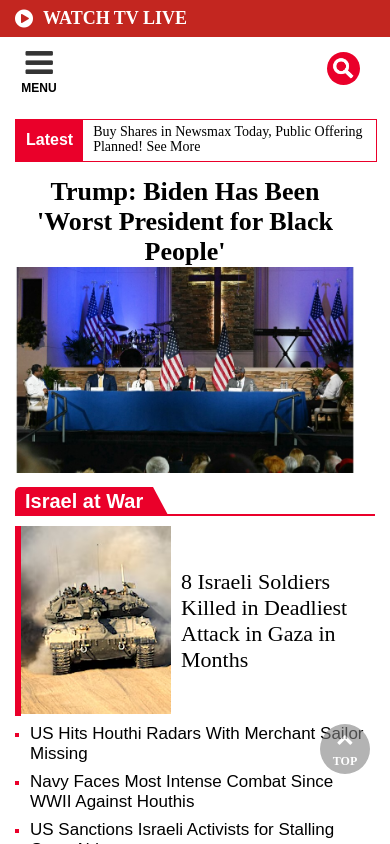 WATCH TV LIVE
MENU
Latest
Buy Shares in Newsmax Today, Public Offering
Planned! See More
Trump: Biden Has Been
'Worst President for Black
People'
Israel at War
8 Israeli Soldiers
Killed in Deadliest
Attack in Gaza in
Months
US Hits Houthi Radars With Merchant Sailor
Missing
TOP
Navy Faces Most Intense Combat Since
WWII Against Houthis
US Sanctions Israeli Activists for Stalling